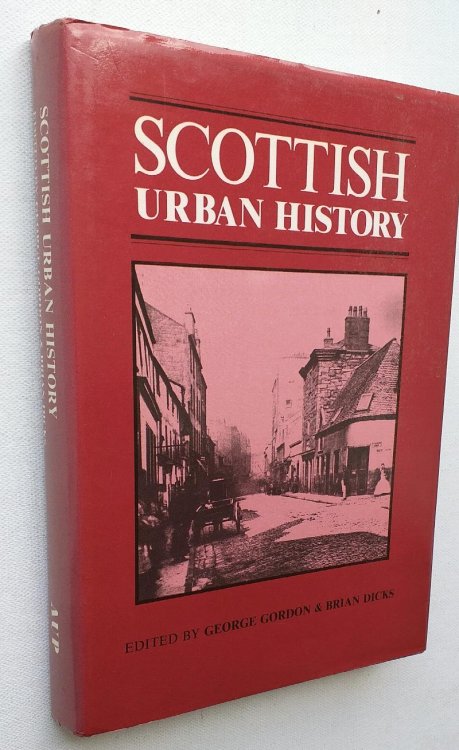 SCOTTISH
URBAN HISTORY
EDITED BY GEORGE GORDON & BRIAN DICKS
SCOTTISH URBAN HISTORY
AUP